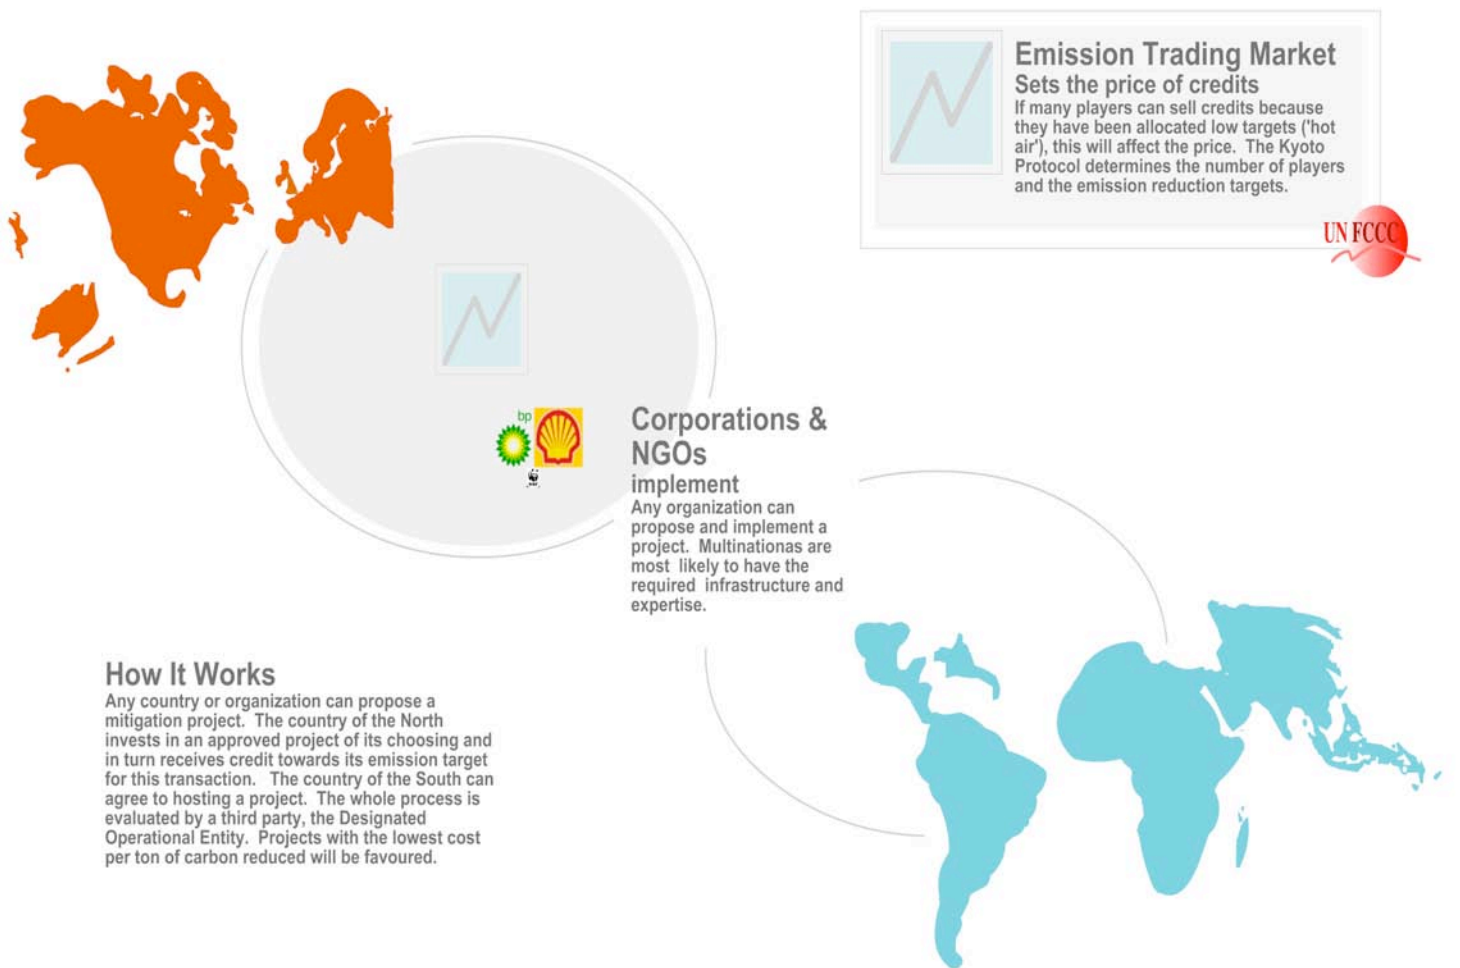 Emission Trading Market
Sets the price of credits
If many players can sell credits because
they have been allocated low targets ('hot
air'), this will affect the price.  The Kyoto
Protocol determines the number of players
and the emission reduction targets.
UN FCCC
bp
Corporations &
NGOs
implement
Any organization can
propose and implement a
project.  Multinationas are
most  likely to have the
required  infrastructure and
expertise.
How It Works
Any country or organization can propose a
mitigation project.  The country of the North
invests in an approved project of its choosing and
in turn receives credit towards its emission target
for this transaction.   The country of the South can
agree to hosting a project.  The whole process is
evaluated by a third party, the Designated
Operational Entity.  Projects with the lowest cost
per ton of carbon reduced will be favoured.